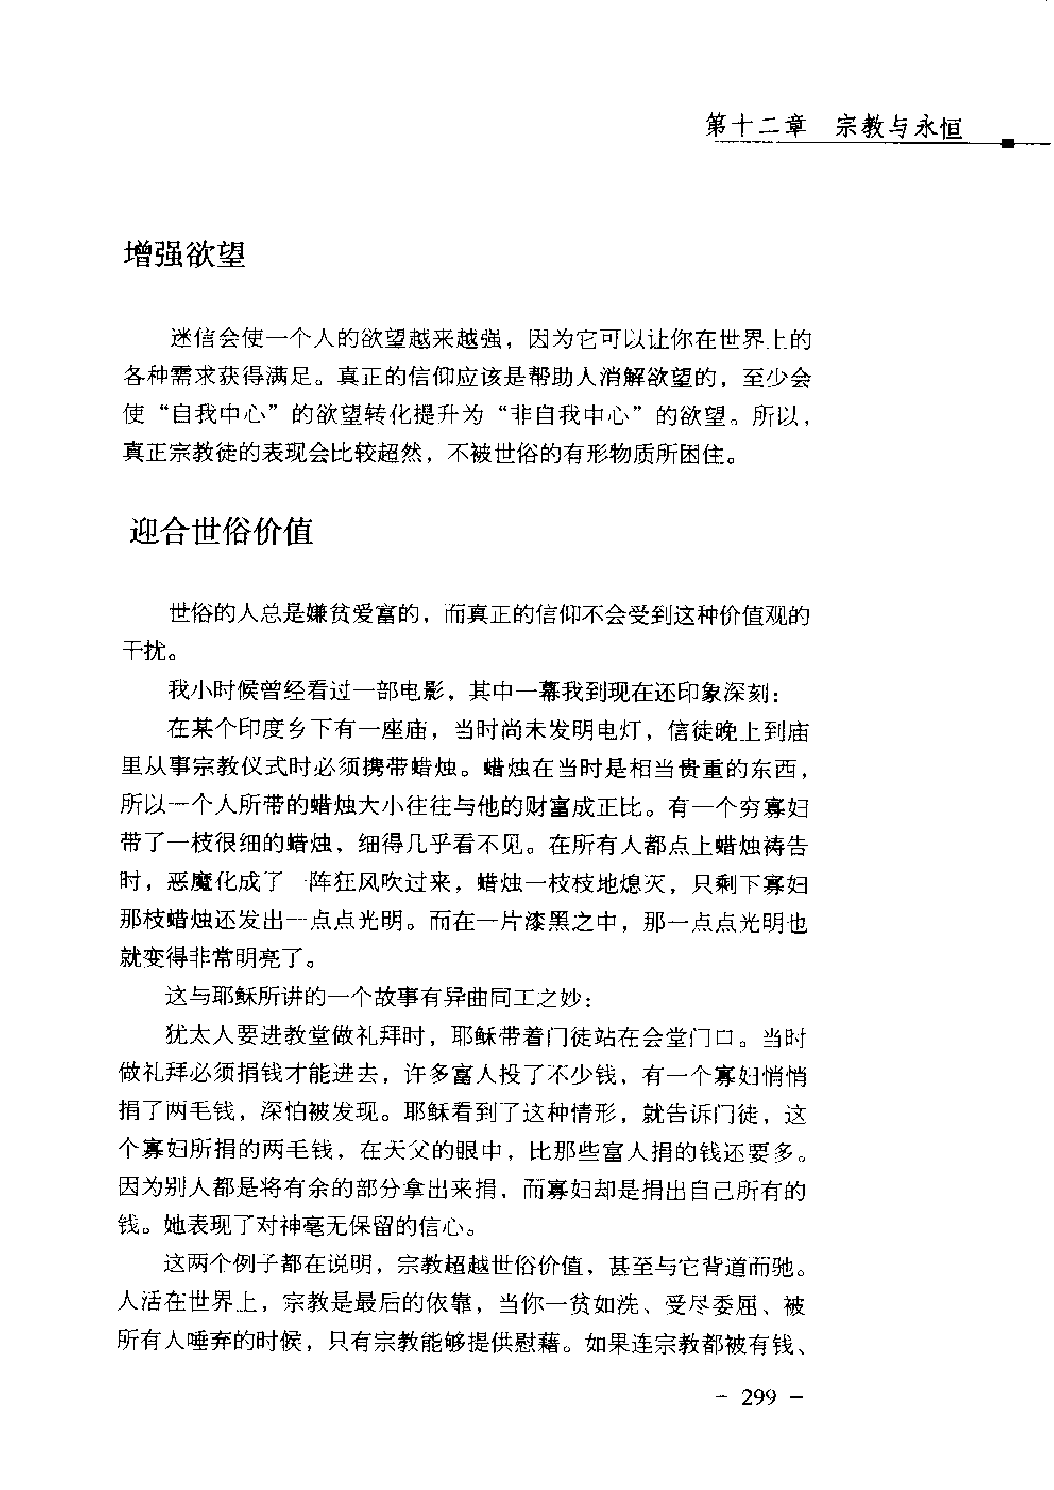 第十二章 宗教与永恒
增强欲望
迷信会使一个人的欲望越来越强，因为它可以让你在世界上的
各种需求获得满足。真正的信仰应该是帮助人消解欲望的，至少会
使“自我中心”的欲望转化提升为“非自我中心”的欲望。所以，
真正宗教徒的表现会比较超然，不被世俗的有形物质所困住。
迎合世俗价值
世俗的人总是嫌贫爱富的，而真正的信仰不会受到这种价值观的
干扰。
我小时候曾经看过一部电影，其中一幕我到现在还印象深刻：
在某个印度乡下有一座庙，当时尚未发明电灯，信徒晚上到庙
里从事宗教仪式时必须携带蜡烛。蜡烛在当时是相当贵重的东西，
所以一个人所带的蜡烛大小往往与他的财富成正比。有一个穷寡妇
带了一枝很细的蜡烛，细得几乎看不见。在所有人都点上蜡烛祷告
时，恶魔化成了一阵狂风吹过来，蜡烛一枝枝地熄灭，只剩下寡妇
那枝蜡烛还发出一点点光明。而在一片漆黑之中，那一点点光明也
就变得非常明亮了。
这与耶稣所讲的一个故事有异曲同工之妙：
犹太人要进教堂做礼拜时，耶稣带着门徒站在会堂门口。当时
做礼拜必须捐钱才能进去，许多富人投了不少钱，有一个寡妇悄悄
捐了两毛钱，深怕被发现。耶稣看到了这种情形，就告诉门徒，这
个寡妇所捐的两毛钱，在天父的眼中，比那些富人捐的钱还要多。
因为别人都是将有余的部分拿出来捐，而寡妇却是捐出自己所有的
钱。她表现了对神毫无保留的信心。
这两个例子都在说明，宗教超越世俗价值，甚至与它背道而驰。
人活在世界上，宗教是最后的依靠，当你一贫如洗、受尽委屈、被
所有人唾弃的时候，只有宗教能够提供慰藉。如果连宗教都被有钱、
- 299 -